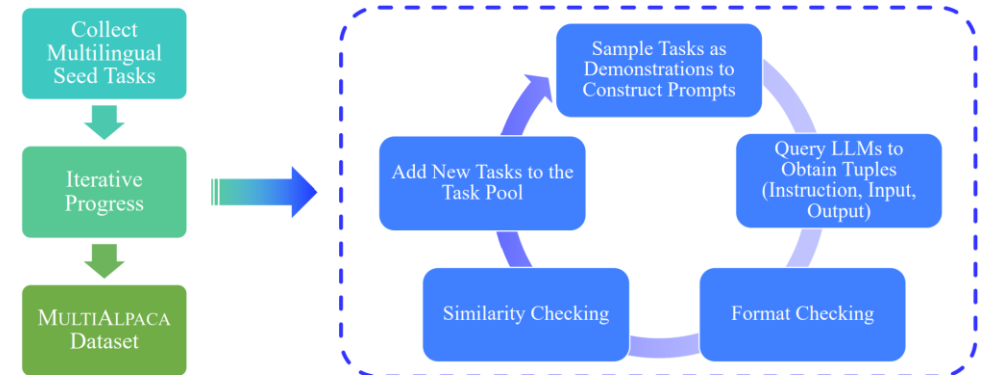 Collect
Multilingual
Seed Tasks
Iterative
Progress
MULTIALPACA
Dataset
Sample Tasks as
Demonstrations to
Construct Prompts
Query LLMs to
Obtain Tuples
(Instruction, Input,
Output)
Format Checking
Similarity Checking
Add New Tasks to the
Task Pool